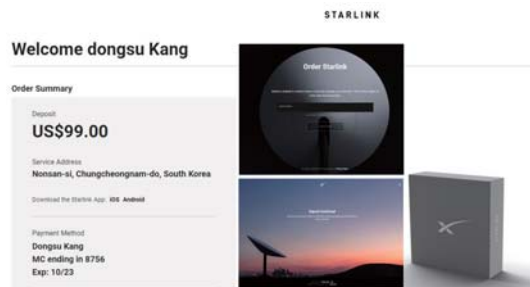 STARLINK
Welcome dongsu Kang
Order Summary
Deposit
US$99.00
Service Address
Nonsan-si, Chungcheongnam-do, South Korea
Download the Starlink App: iOS Android
Payment Method
Dongsu Kang
MC ending in 8756
Exp: 10/23
Order Starlink